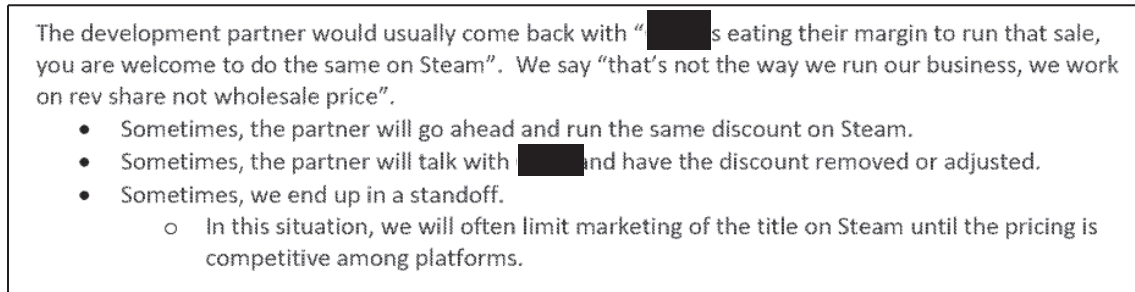 The development partner would usually come back with “ s eating their margin to run that sale,
you are welcome to do the same on Steam”. We say “that's not the way we run our business, we work
on rev share not wholesale price”.
• Sometimes, the partner will go ahead and run the same discount on Steam.
• Sometimes, the partner will talk with and have the discount removed or adjusted.
• Sometimes, we end up in a standoff.
o In this situation, we will often limit marketing of the title on Steam until the pricing is
competitive among platforms.